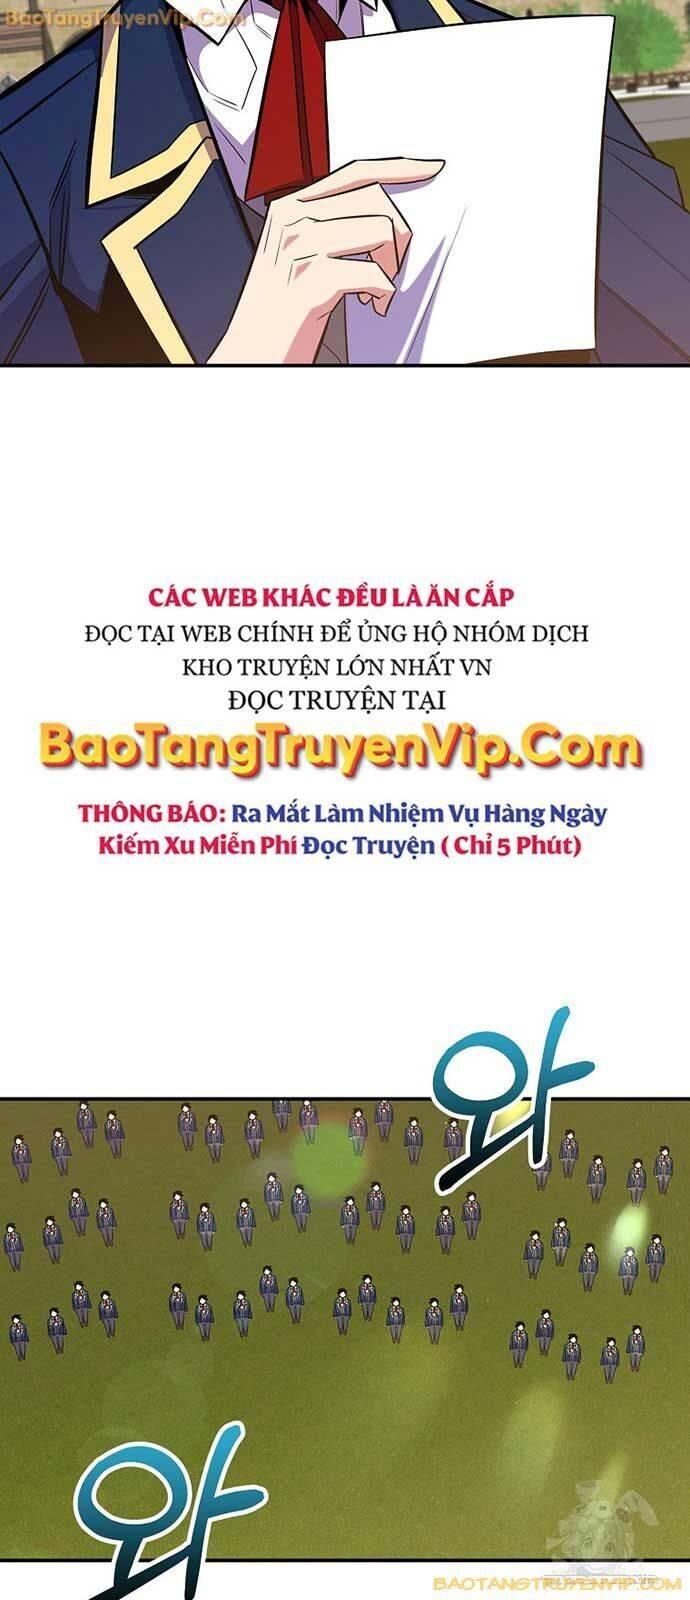 BaoTangTruyenVip.Com
CÁC WEB KHÁC ĐỀU LÀ ĂN CẮP
ĐỌC TẠI WEB CHÍNH ĐỂ ỦNG HỘ NHÓM DỊCH
KHO TRUYỆN LỚN NHẤT VN
ĐỌC TRUYỆN TẠI
BaoTangTruyenVip.Com
THÔNG BÁO: Ra Mắt Làm Nhiệm Vụ Hàng Ngày
Kiếm Xu Miễn Phí Đọc Truyện ( Chỉ 5 Phút)
와
와
BAOTANGTRUYENVIP.COM